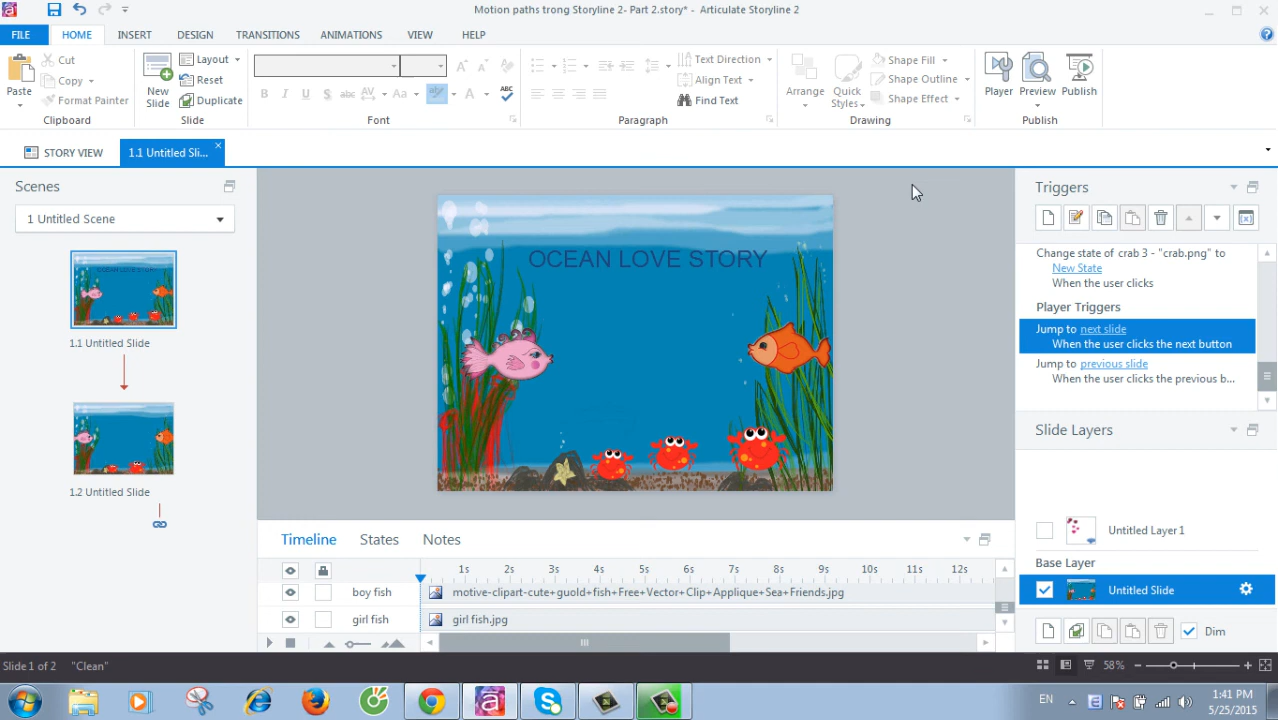 Motion paths trong Storyline 2- Part 2.story* - Articulate Storyline 2
FILE HOME INSERT DESIGN TRANSITIONS ANIMATIONS VIEW HELP
Paste
Cut
Copy
Format Painter
Clipboard
New
Slide
Layout
Reset
Duplicate
Slide
B I U S abc AV Aa A
ABC
Font
Text Direction
Align Text
Find Text
Paragraph
Arrange
Quick
Styles
Shape Fill
Shape Outline
Shape Effect
Drawing
Player
Preview
Publish
Publish
STORY VIEW
1.1 Untitled Sli...
Scenes
1 Untitled Scene
OCEAN LOVE STORY
1.1 Untitled Slide
1.2 Untitled Slide
OCEAN LOVE STORY
Triggers
Change state of crab 3 - "crab.png" to
New State
When the user clicks
Player Triggers
Jump to next slide
When the user clicks the next button
Jump to previous slide
When the user clicks the previous b...
Slide Layers
Untitled Layer 1
Base Layer
Untitled Slide
Dim
Timeline States Notes
1s 2s 3s 4s 5s 6s 7s 8s 9s 10s 11s 12s
boy fish motive-clipart-cute+guold+fish+Free+Vector+Clip+Applique+Sea+Friends.jpg
girl fish girl fish.jpg
Slide 1 of 2 "Clean"
58%
EN
1:41 PM
5/25/2015